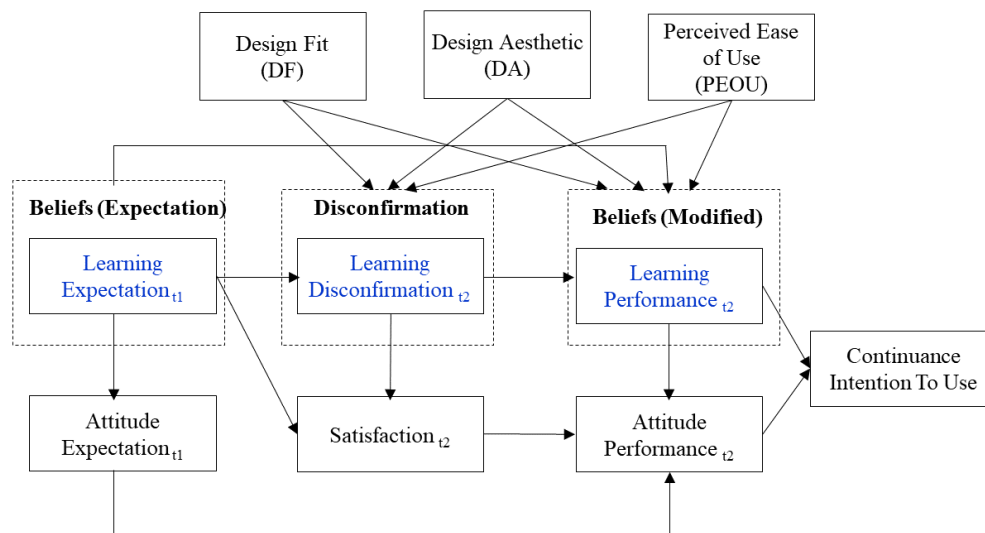 Design Fit
(DF)
Design Aesthetic
(DA)
Perceived Ease
of Use
(PEOU)
Beliefs (Expectation)
Disconfirmation
Beliefs (Modified)
Learning
Expectation t1
Learning
Disconfirmation t2
Learning
Performance t2
Continuance
Intention To Use
Attitude
Expectation t1
Satisfaction t2
Attitude
Performance t2